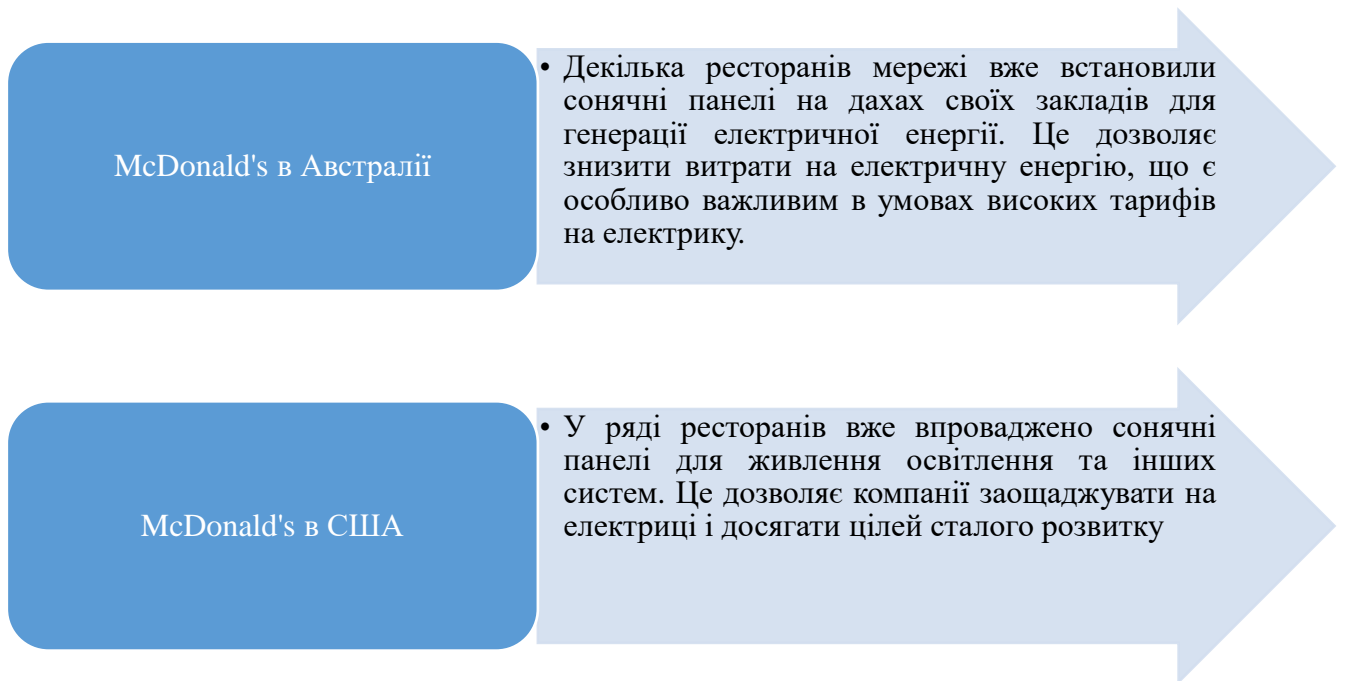 McDonald's в Австралії
• Декілька ресторанів мережі вже встановили
сонячні панелі на дахах своїх закладів для
генерації електричної енергії. Це дозволяє
знизити витрати на електричну енергію, що є
особливо важливим в умовах високих тарифів
на електрику.
McDonald's в США
• У ряді ресторанів вже впроваджено сонячні
панелі для живлення освітлення та інших
систем. Це дозволяє компанії заощаджувати на
електриці і досягати цілей сталого розвитку